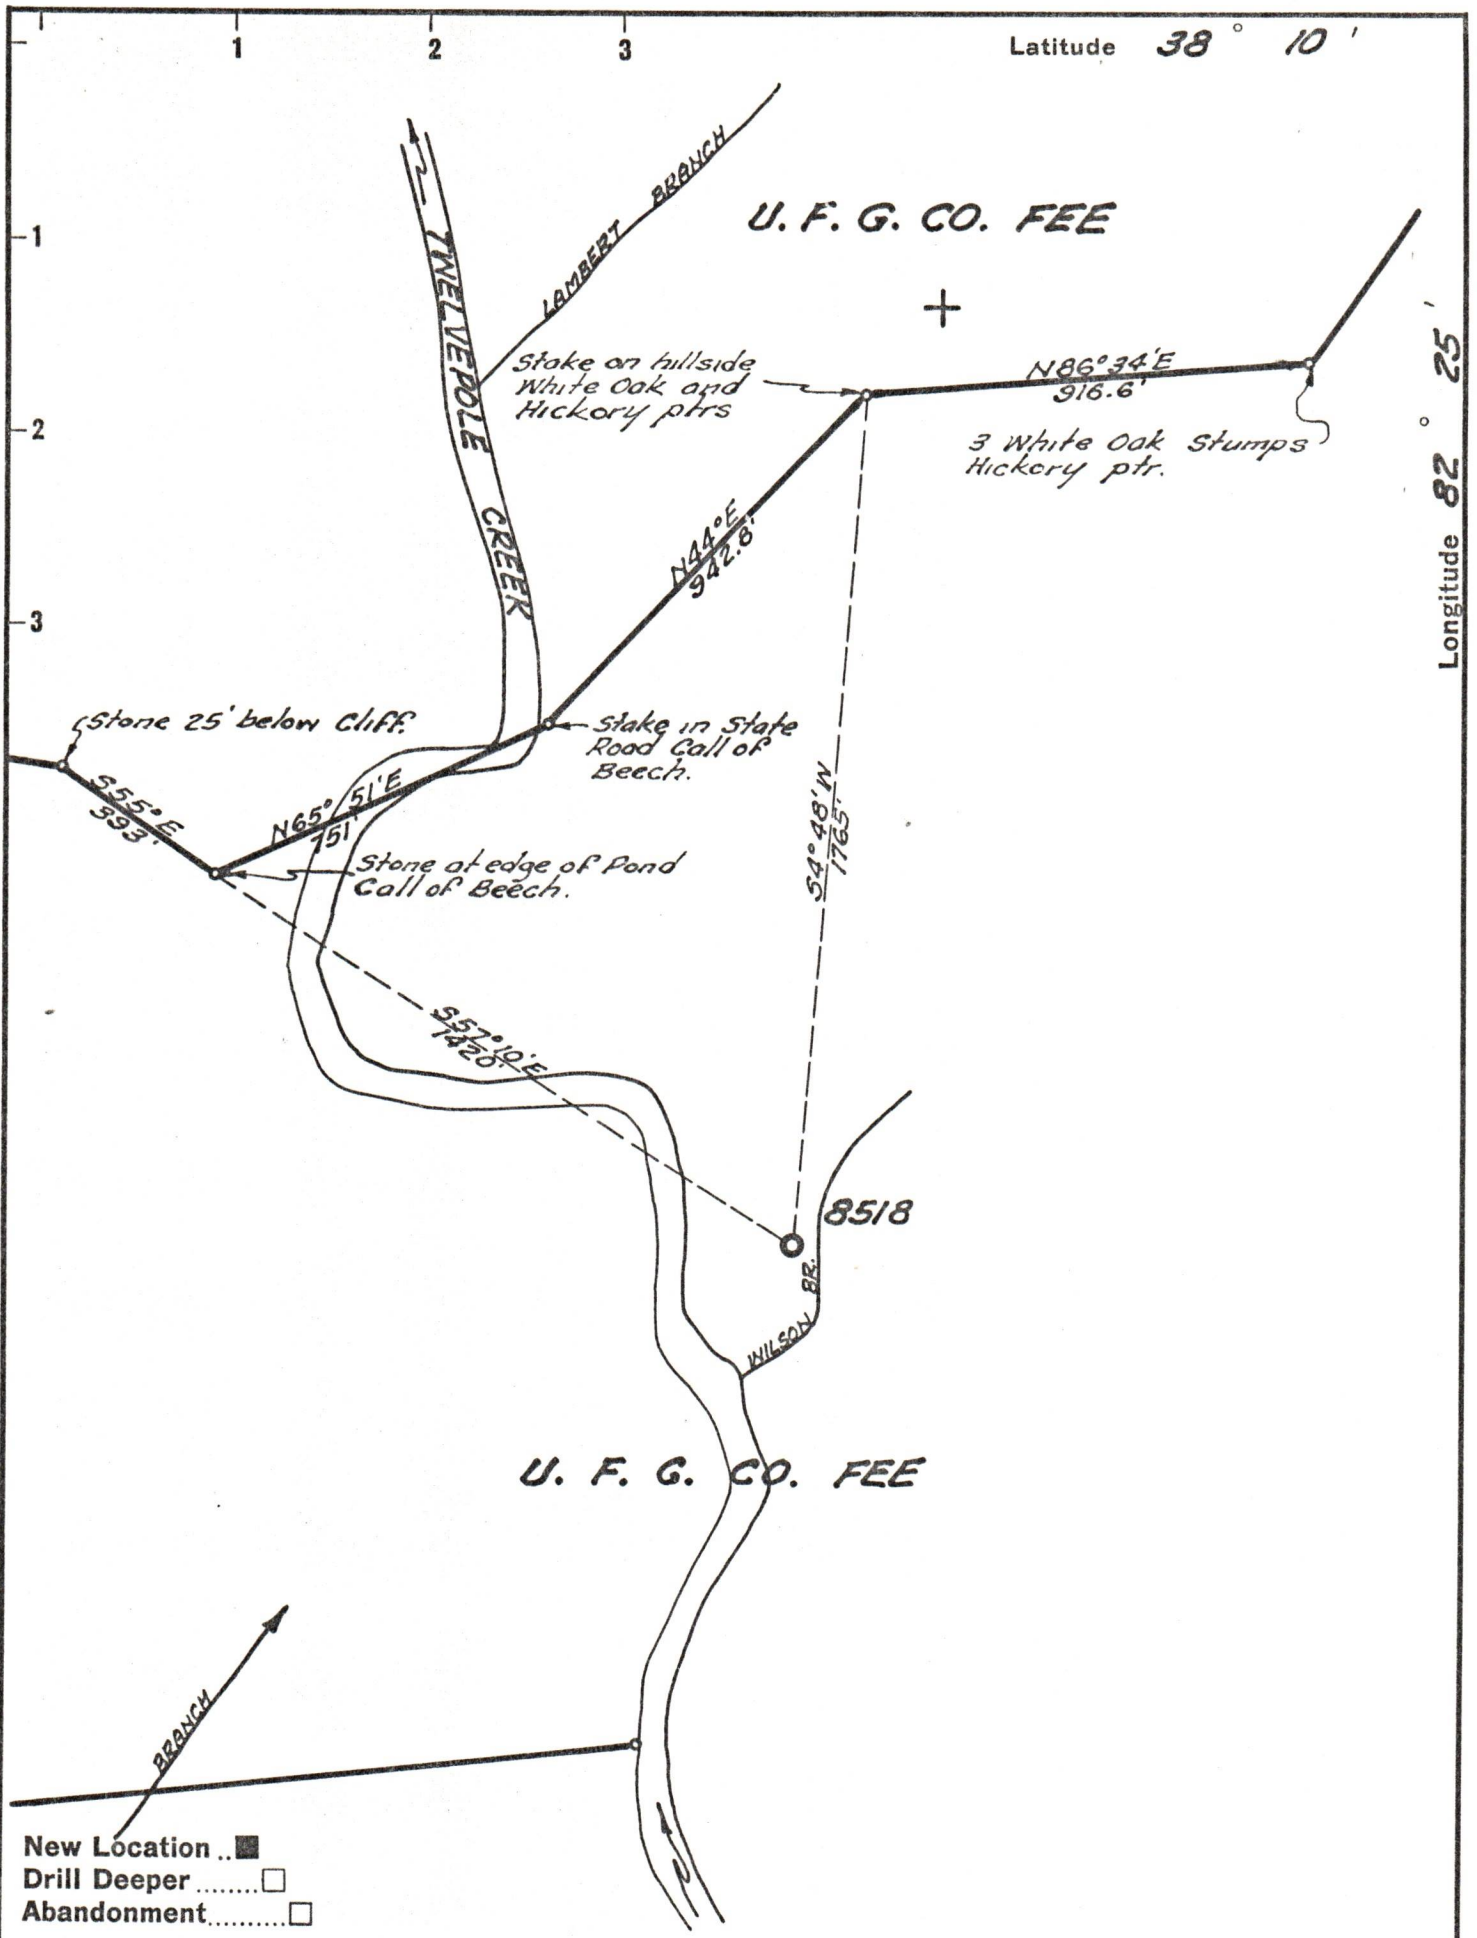 1 2 3 Latitude 38° 10'
1
2
3
Longitude 82° 25'
TWELVEPOLE CREEK
LAMBERT BRANCH
U. F. G. CO. FEE
Stake on hillside
White Oak and
Hickory ptrs
N86°34'E
916.6'
3 White Oak Stumps
Hickory ptr.
N44°E
942.8'
Stone 25' below Cliff.
Stake in State
Road Call of
Beech.
S55°E
393'
N65°51'E
751'
Stone at edge of Pond
Call of Beech.
S4°48'W
1765'
S57°10'E
1420'
8518
WILSON BR.
U. F. G. CO. FEE
BRANCH
New Location ..■
Drill Deeper ........□
Abandonment..........□